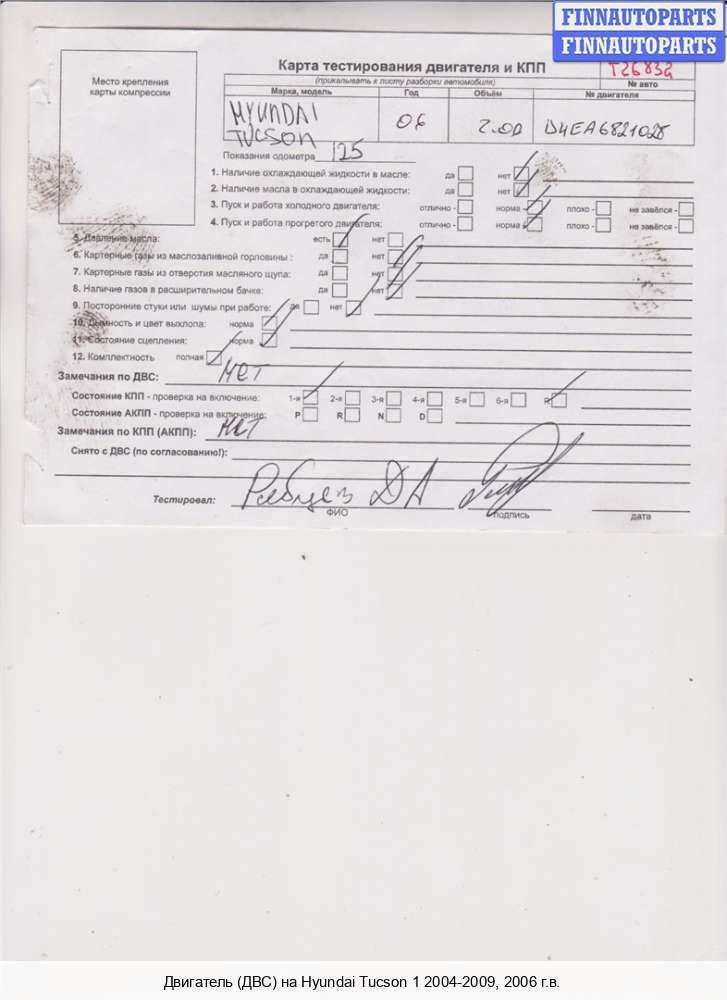 FINNAUTOPARTS
FINNAUTOPARTS
Карта тестирования двигателя и КПП
(прикалывать к листу разборки автомобиля)
№ авто
Место крепления
карты компрессии
Марка, модель Год Объём № двигателя
HYUNDAI
TUCSON 06 2.0D D4EA6821028
Показания одометра 125
1. Наличие охлаждающей жидкости в масле: да нет
2. Наличие масла в охлаждающей жидкости: да нет
3. Пуск и работа холодного двигателя: отлично - норма - плохо - не завёлся -
4. Пуск и работа прогретого двигателя: отлично - норма - плохо - не завёлся -
5. Давление масла: есть нет
6. Картерные газы из маслозаливной горловины : да нет
7. Картерные газы из отверстия масляного щупа: да нет
8. Наличие газов в расширительном бачке: да нет
9. Посторонние стуки или шумы при работе: да нет
10. Дымность и цвет выхлопа: норма
11. Состояние сцепления: норма
12. Комплектность полная
Замечания по ДВС: нет
Состояние КПП - проверка на включение: 1-я 2-я 3-я 4-я 5-я 6-я R
Состояние АКПП - проверка на включение: P R N D
Замечания по КПП (АКПП): нет
Снято с ДВС (по согласованию!):
Тестировал: Рябцев ДА
ФИО подпись дата
Двигатель (ДВС) на Hyundai Tucson 1 2004-2009, 2006 г.в.